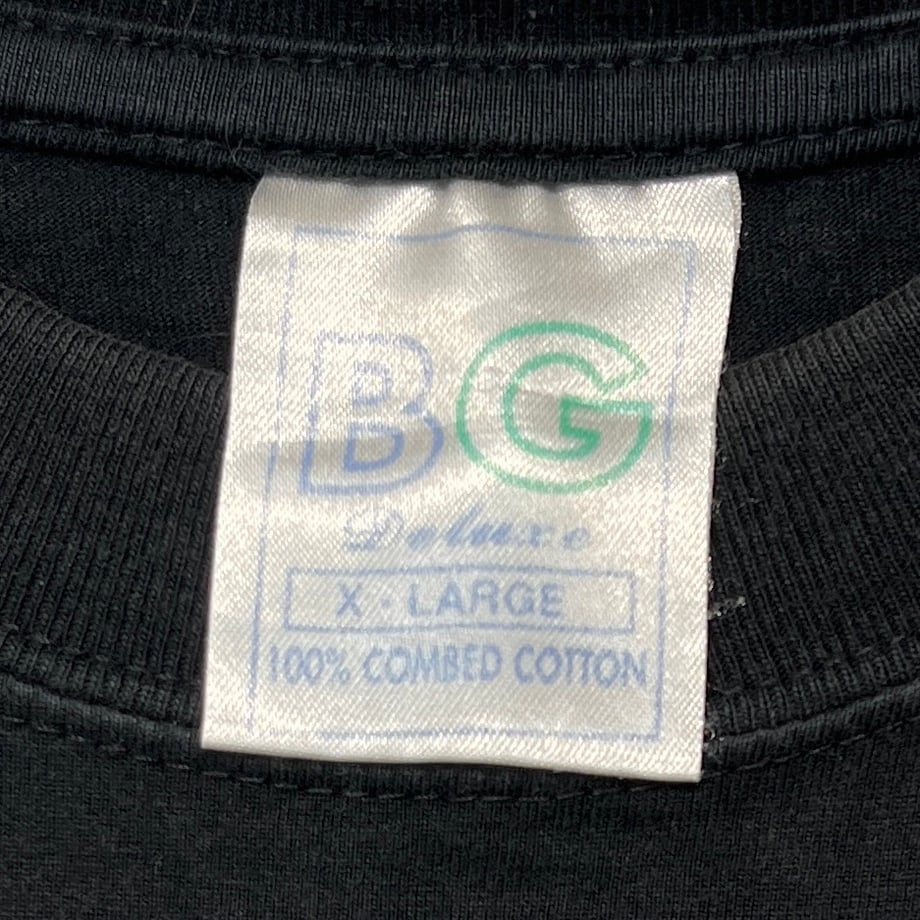 BG
Deluxe
X - LARGE
100% COMBED COTTON